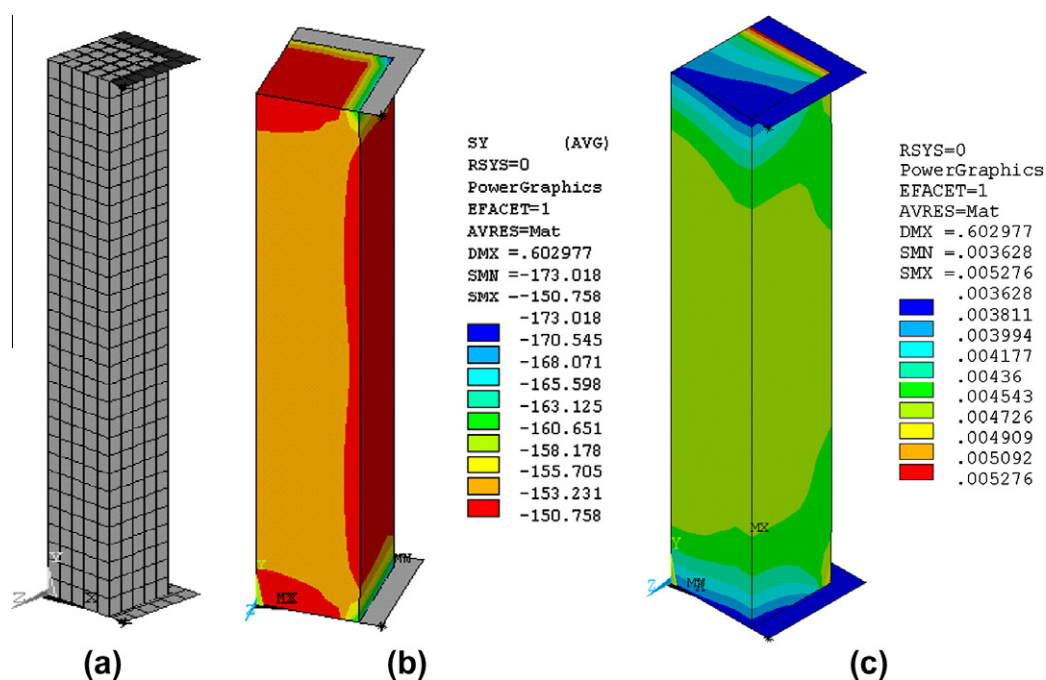 SY (AVG)
RSYS=0
PowerGraphics
EFACET=1
AVRES=Mat
DMX =.602977
SMN =-173.018
SMX =-150.758
-173.018
-170.545
-168.071
-165.598
-163.125
-160.651
-158.178
-155.705
-153.231
-150.758
RSYS=0
PowerGraphics
EFACET=1
AVRES=Mat
DMX =.602977
SMN =.003628
SMX =.005276
.003628
.003811
.003994
.004177
.00436
.004543
.004726
.004909
.005092
.005276
Y
Z
X
Y
Z
MX
MN
MX
Y
Z
MN
(a)
(b)
(c)